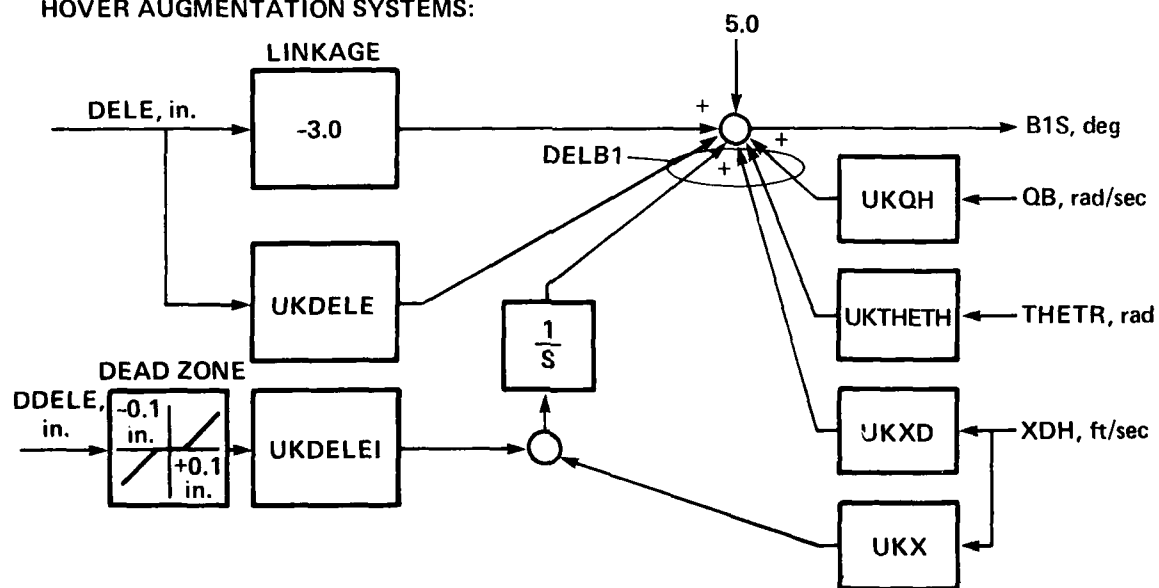 HOVER AUGMENTATION SYSTEMS:
5.0
LINKAGE
DELE, in.
-3.0
+
B1S, deg
+
DELB1
+
UKQH
QB, rad/sec
UKDELE
UKTHETH
THETR, rad
1
S
DEAD ZONE
DDELE,
in.
-0.1
in.
+0.1
in.
UKDELEI
UKXD
XDH, ft/sec
UKX